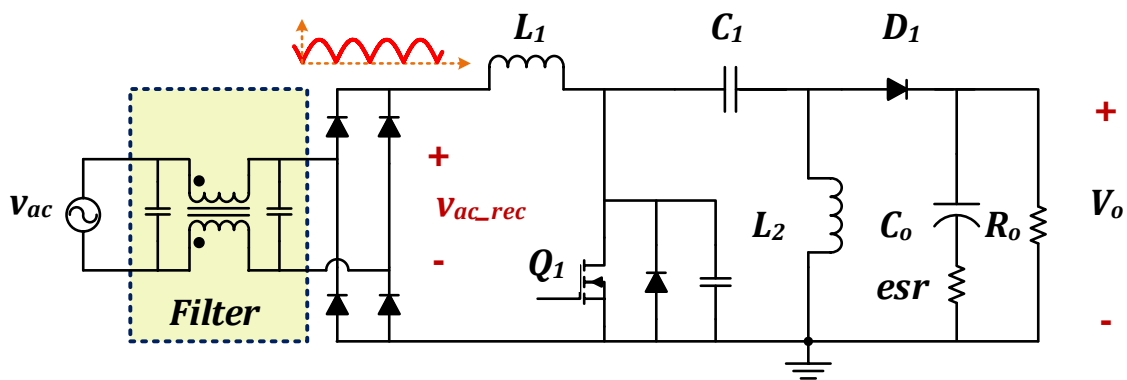 L1
C1
D1
+
+
vac
vac_rec
Vo
L2
Co
Ro
Q1
-
esr
Filter
-